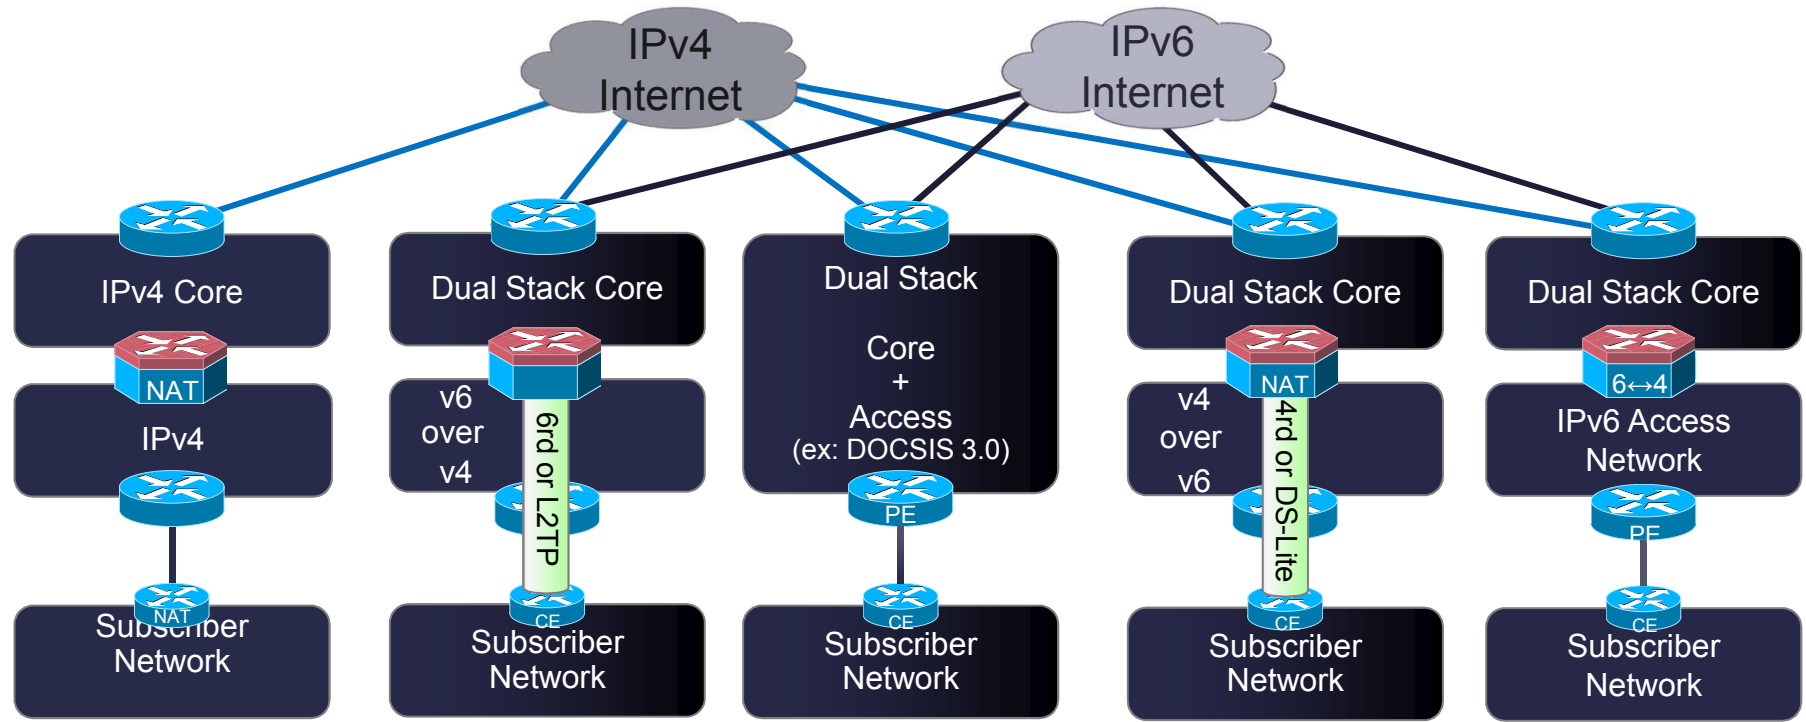 IPv4
Internet
IPv6
Internet
IPv4 Core
NAT
IPv4
NAT
Subscriber
Network
Dual Stack Core
v6
over
v4
6rd or L2TP
CE
Subscriber
Network
Dual Stack
Core
+
Access
(ex: DOCSIS 3.0)
PE
CE
Subscriber
Network
Dual Stack Core
NAT
v4
over
v6
4rd or DS-Lite
CE
Subscriber
Network
Dual Stack Core
6↔4
IPv6 Access
Network
PE
CE
Subscriber
Network